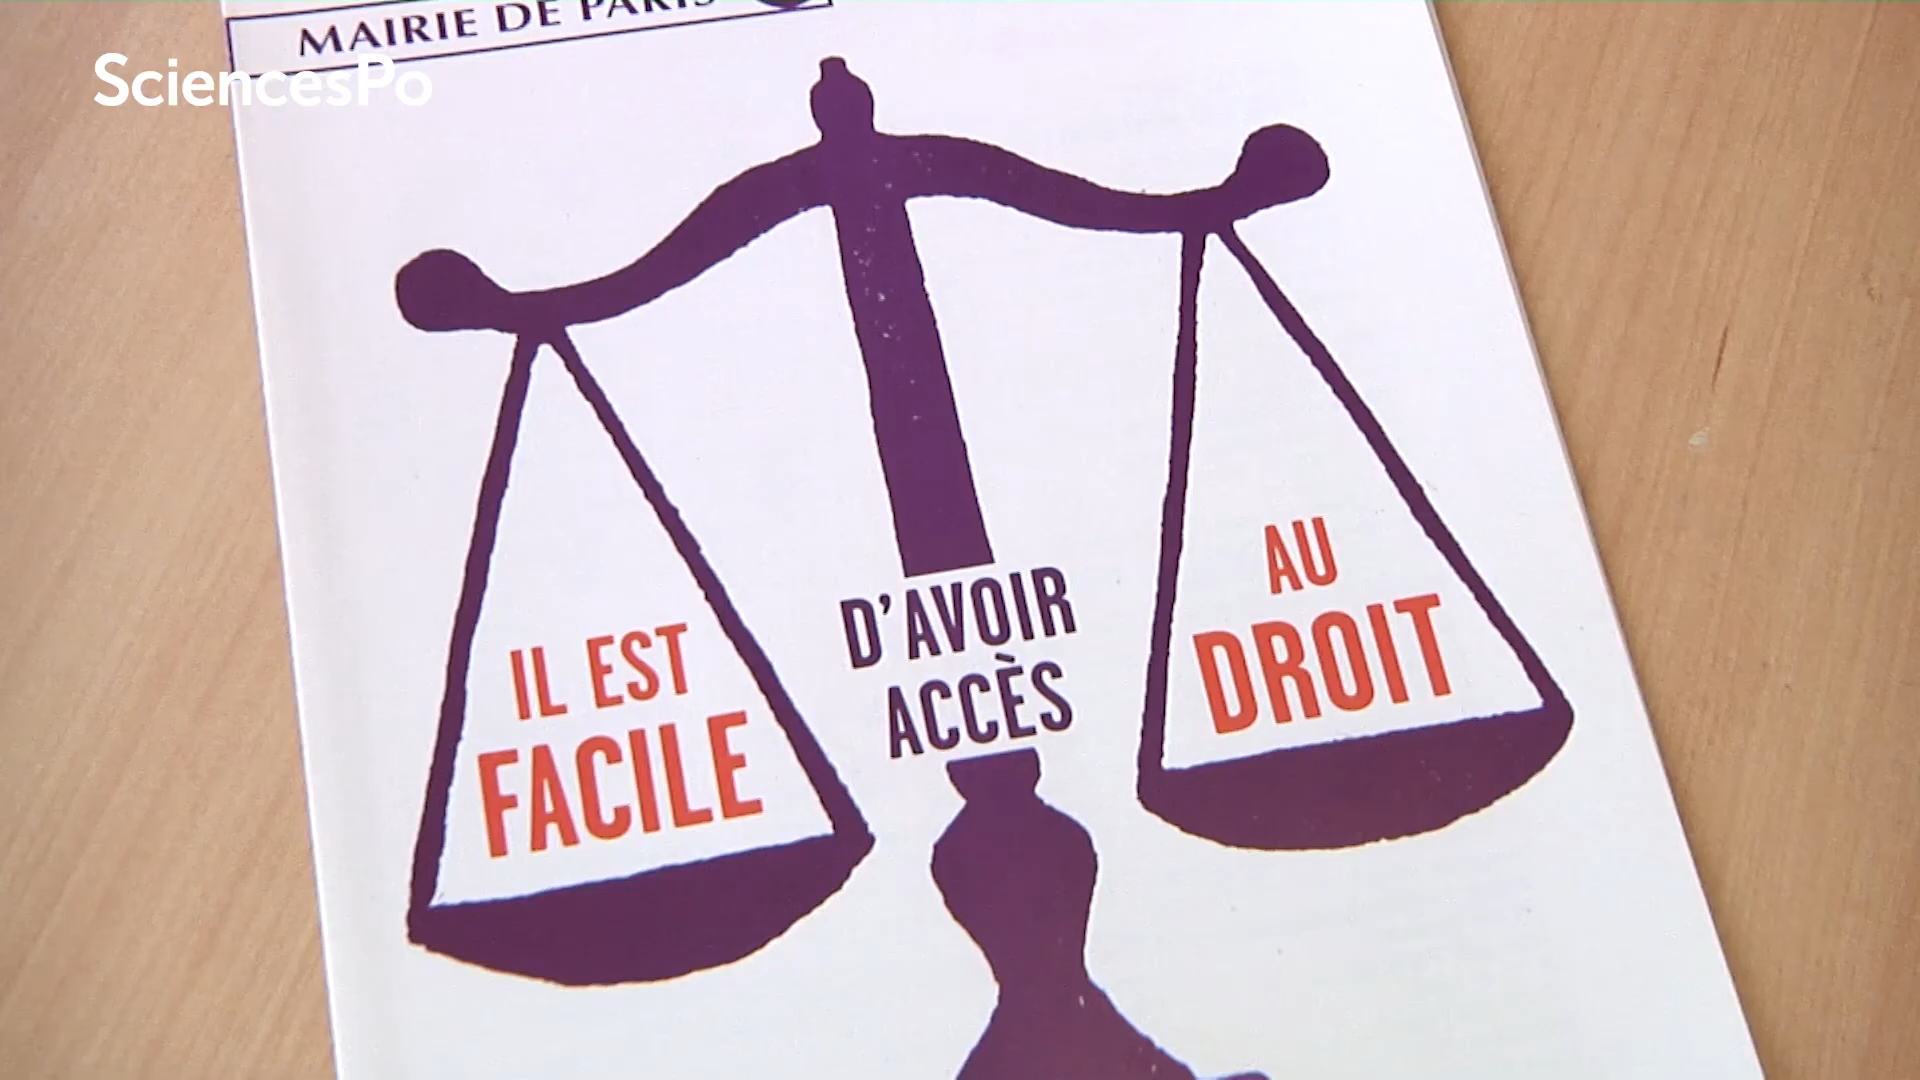 MAIRIE DE PARIS
SciencesPo
IL EST
FACILE
D'AVOIR
ACCÈS
AU
DROIT